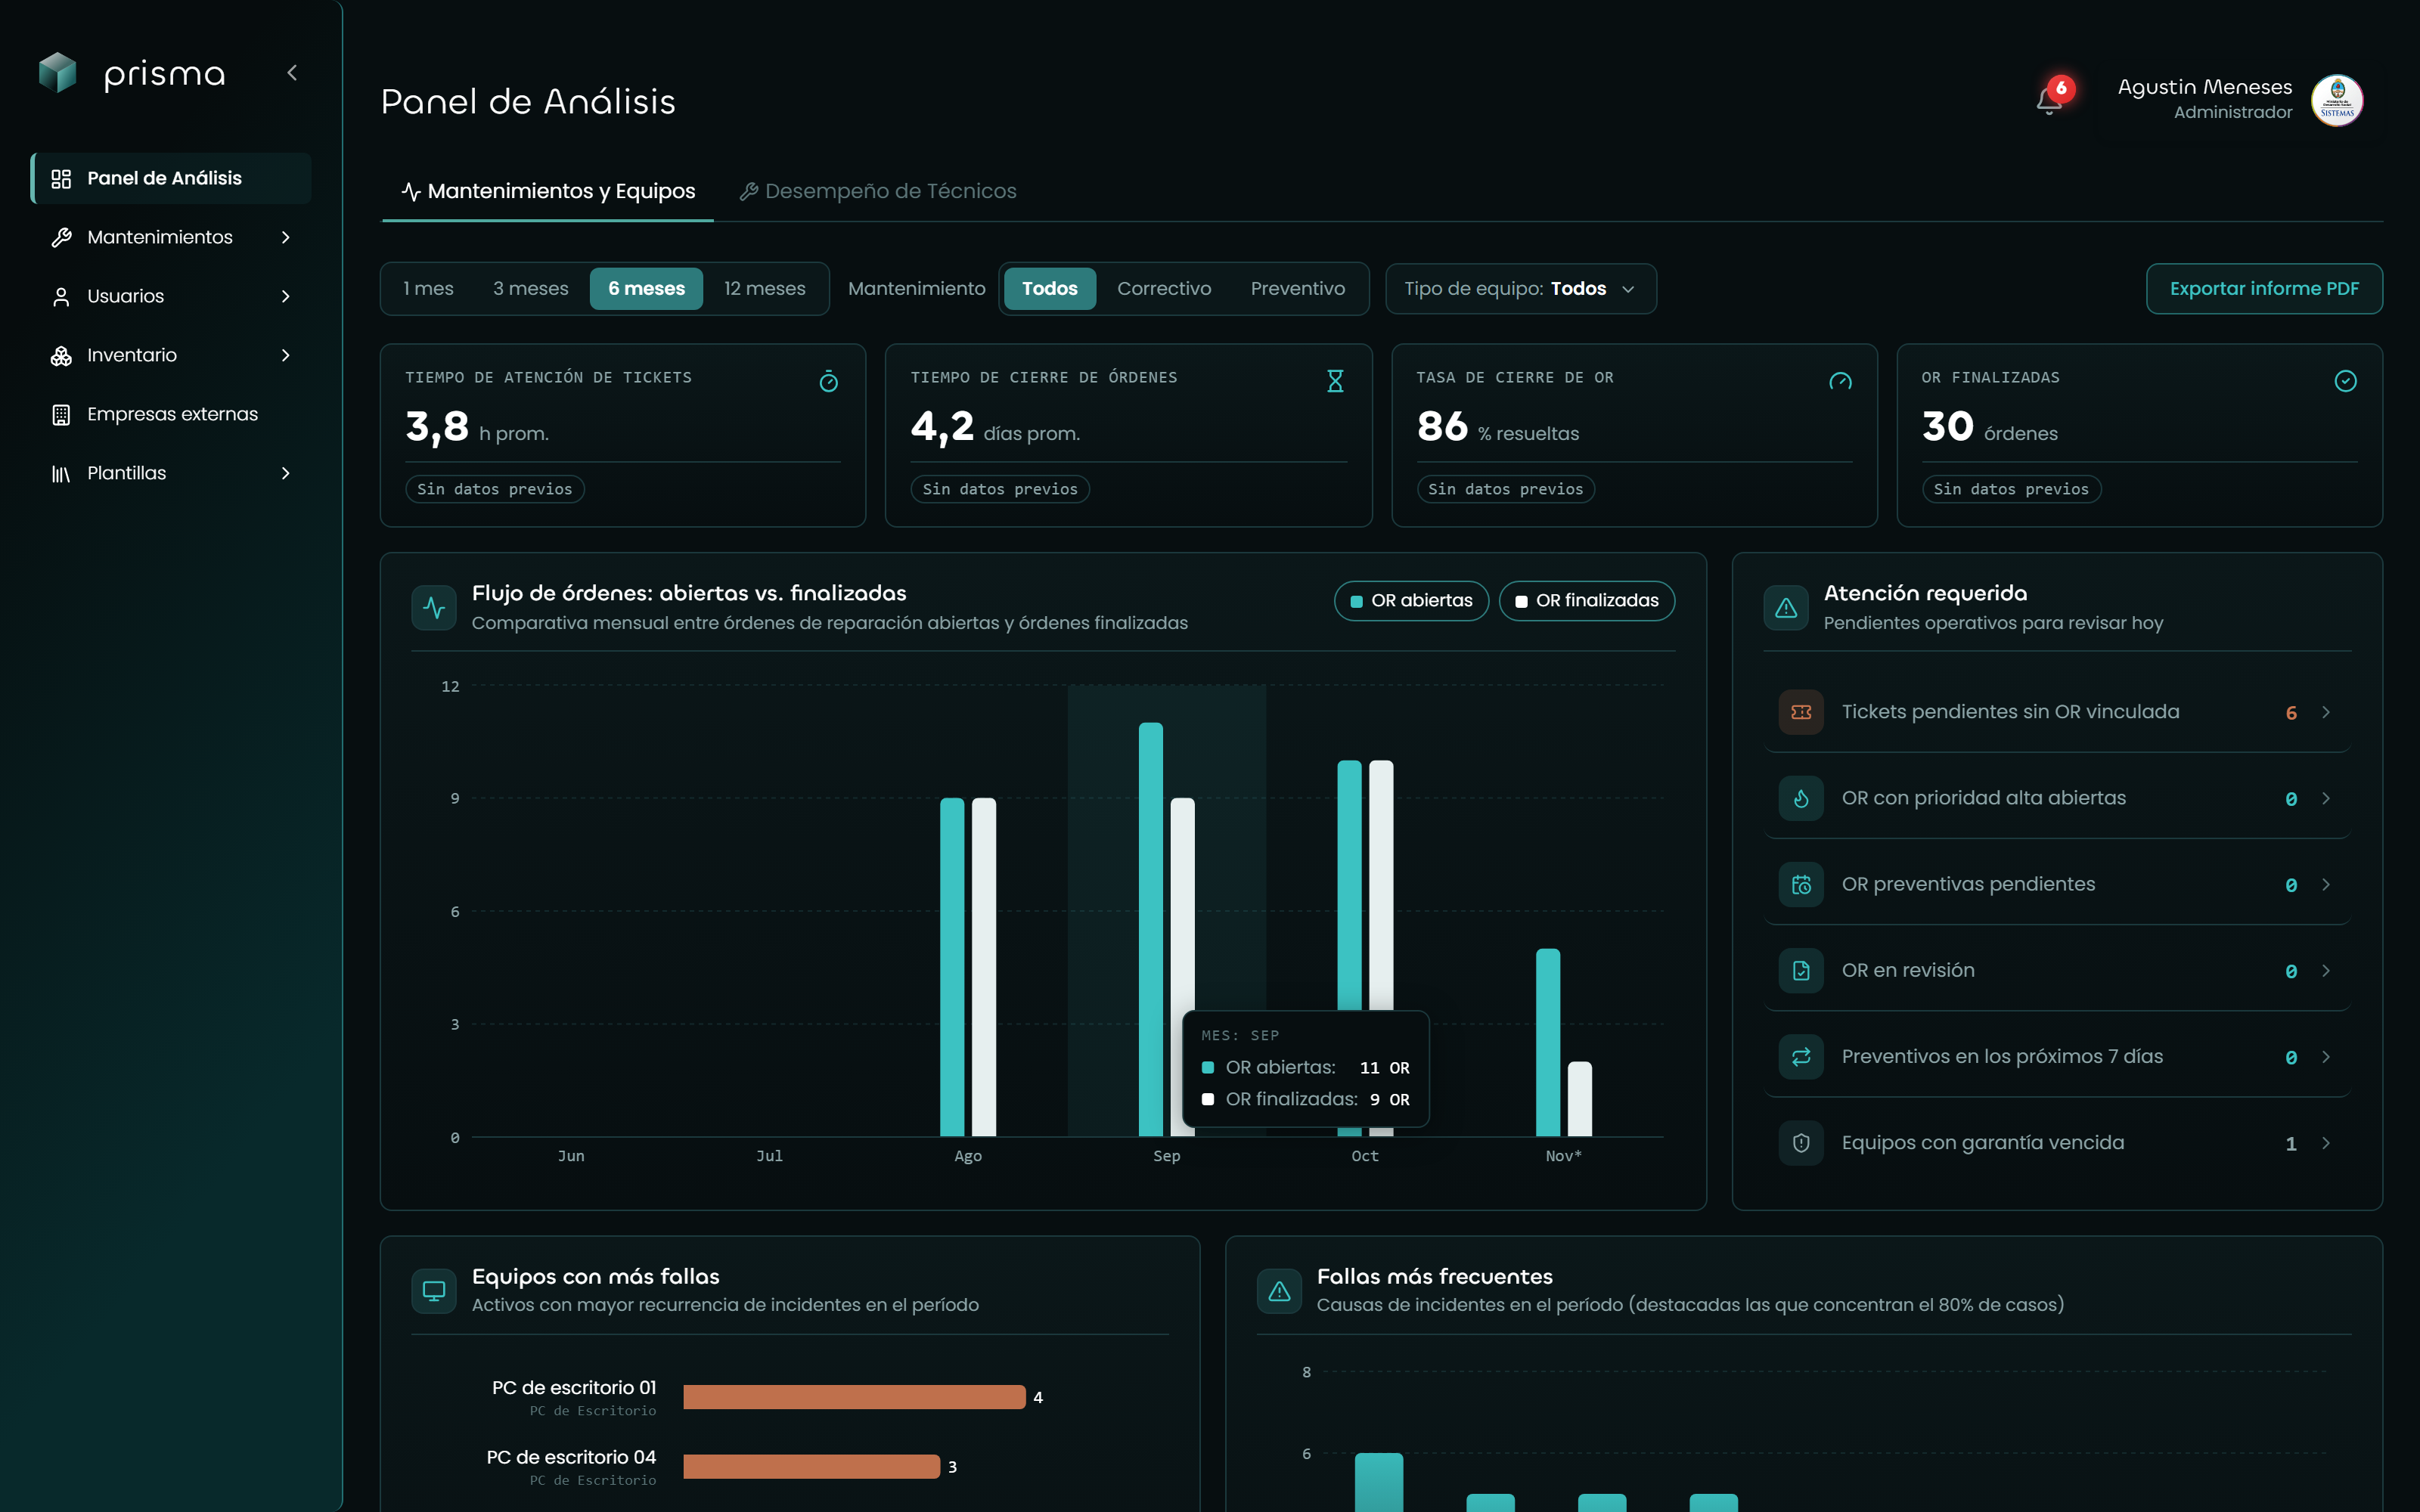 prisma
Panel de Análisis
Mantenimientos
Usuarios
Inventario
Empresas externas
Plantillas
Panel de Análisis
6
Agustin Meneses
Administrador
SISTEMAS
Mantenimientos y Equipos
Desempeño de Técnicos
1 mes
3 meses
6 meses
12 meses
Mantenimiento
Todos
Correctivo
Preventivo
Tipo de equipo: Todos
Exportar informe PDF
TIEMPO DE ATENCIÓN DE TICKETS
3,8 h prom.
Sin datos previos
TIEMPO DE CIERRE DE ÓRDENES
4,2 días prom.
Sin datos previos
TASA DE CIERRE DE OR
86 % resueltas
Sin datos previos
OR FINALIZADAS
30 órdenes
Sin datos previos
Flujo de órdenes: abiertas vs. finalizadas
Comparativa mensual entre órdenes de reparación abiertas y órdenes finalizadas
OR abiertas
OR finalizadas
12
9
6
3
0
Jun
Jul
Ago
Sep
Oct
Nov*
MES: SEP
OR abiertas: 11 OR
OR finalizadas: 9 OR
Atención requerida
Pendientes operativos para revisar hoy
Tickets pendientes sin OR vinculada 6
OR con prioridad alta abiertas 0
OR preventivas pendientes 0
OR en revisión 0
Preventivos en los próximos 7 días 0
Equipos con garantía vencida 1
Equipos con más fallas
Activos con mayor recurrencia de incidentes en el período
PC de escritorio 01
PC de Escritorio
4
PC de escritorio 04
PC de Escritorio
3
Fallas más frecuentes
Causas de incidentes en el período (destacadas las que concentran el 80% de casos)
8
6